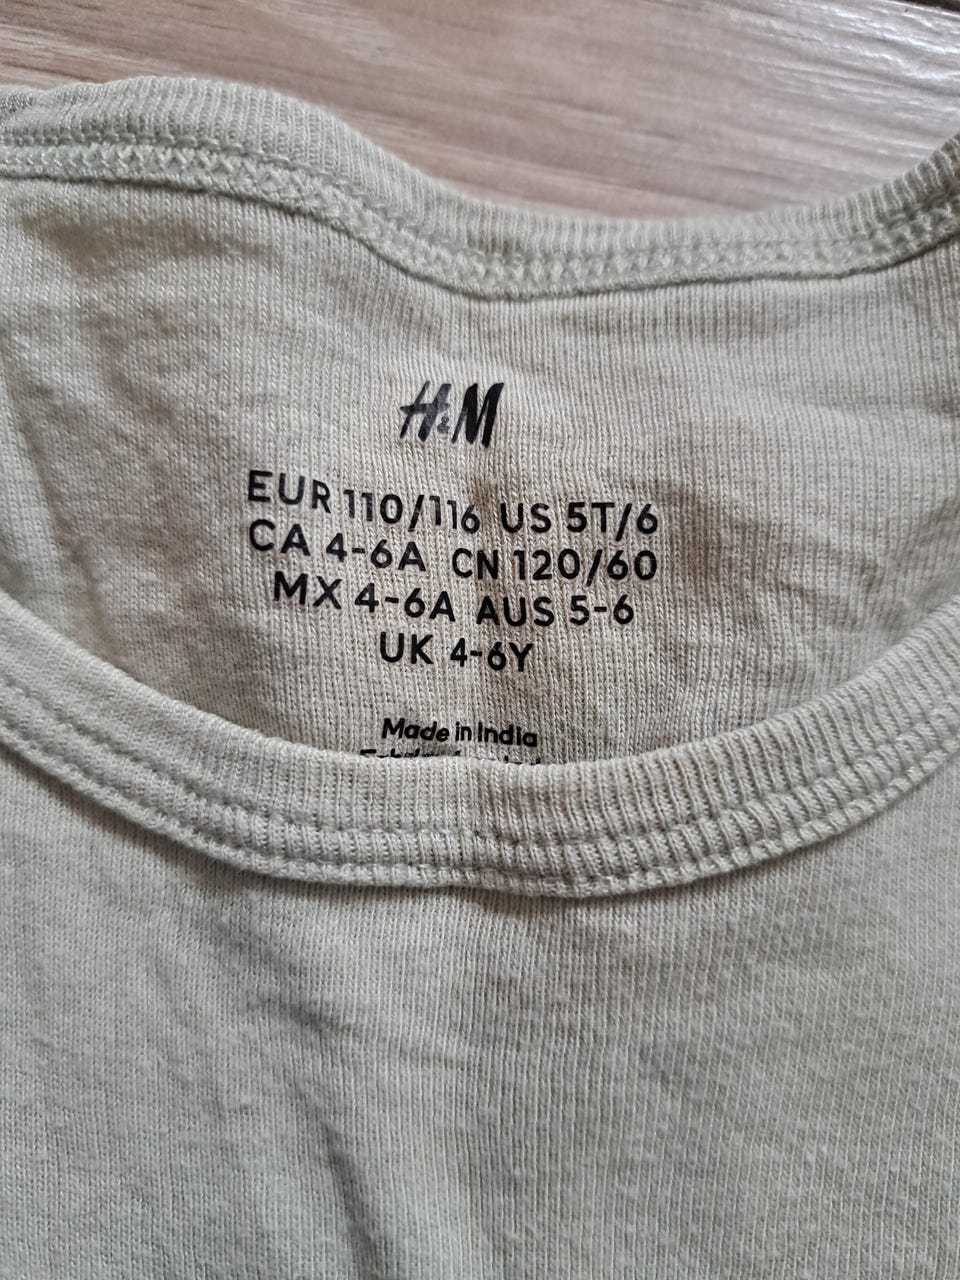 H&M
EUR 110/116 US 5T/6
CA 4-6A CN 120/60
MX 4-6A AUS 5-6
UK 4-6Y
Made in India